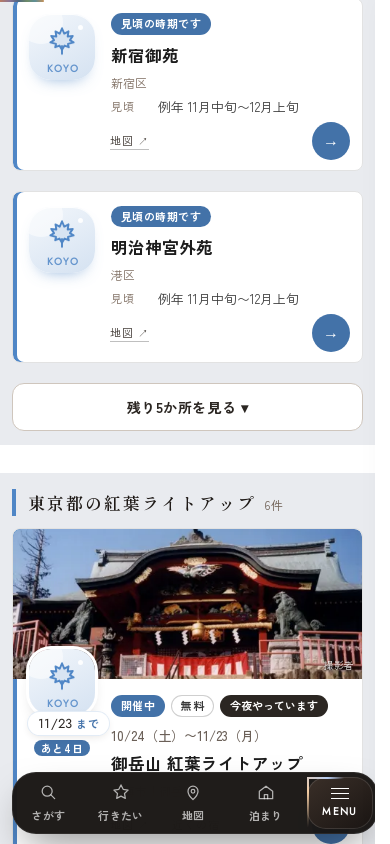 見頃の時期です
新宿御苑
KOYO
新宿区
見頃 例年 11月中旬〜12月上旬
地図 ↗
→
見頃の時期です
明治神宮外苑
KOYO
港区
見頃 例年 11月中旬〜12月上旬
地図 ↗
→
残り5か所を見る ▾
東京都の紅葉ライトアップ 6件
撮影者
KOYO
開催中 無料 今夜やっています
11/23 まで
10/24（土）〜11/23（月）
あと4日
御岳山 紅葉ライトアップ
さがす 行きたい 地図 泊まり MENU